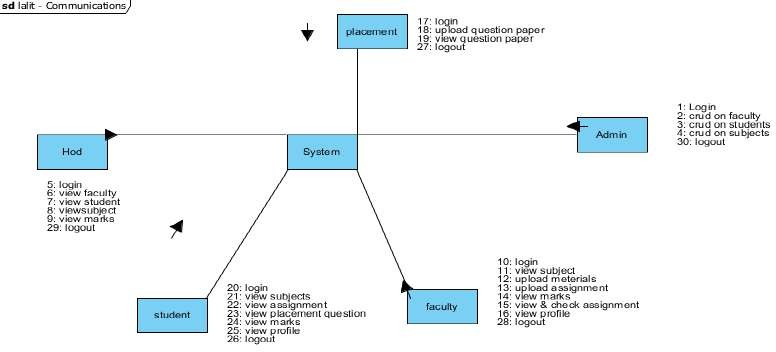 sd lalit - Communications
placement
17: login
18: upload question paper
19: view question paper
27: logout
Admin
1: Login
2: crud on faculty
3: crud on students
4: crud on subjects
30: logout
Hod
System
5: login
6: view faculty
7: view student
8: viewsubject
9: view marks
29: logout
student
20: login
21: view subjects
22: view assignment
23: view placement question
24: view marks
25: view profile
26: logout
faculty
10: login
11: view subject
12: upload meterials
13: upload assignment
14: view marks
15: view & check assignment
16: view profile
28: logout